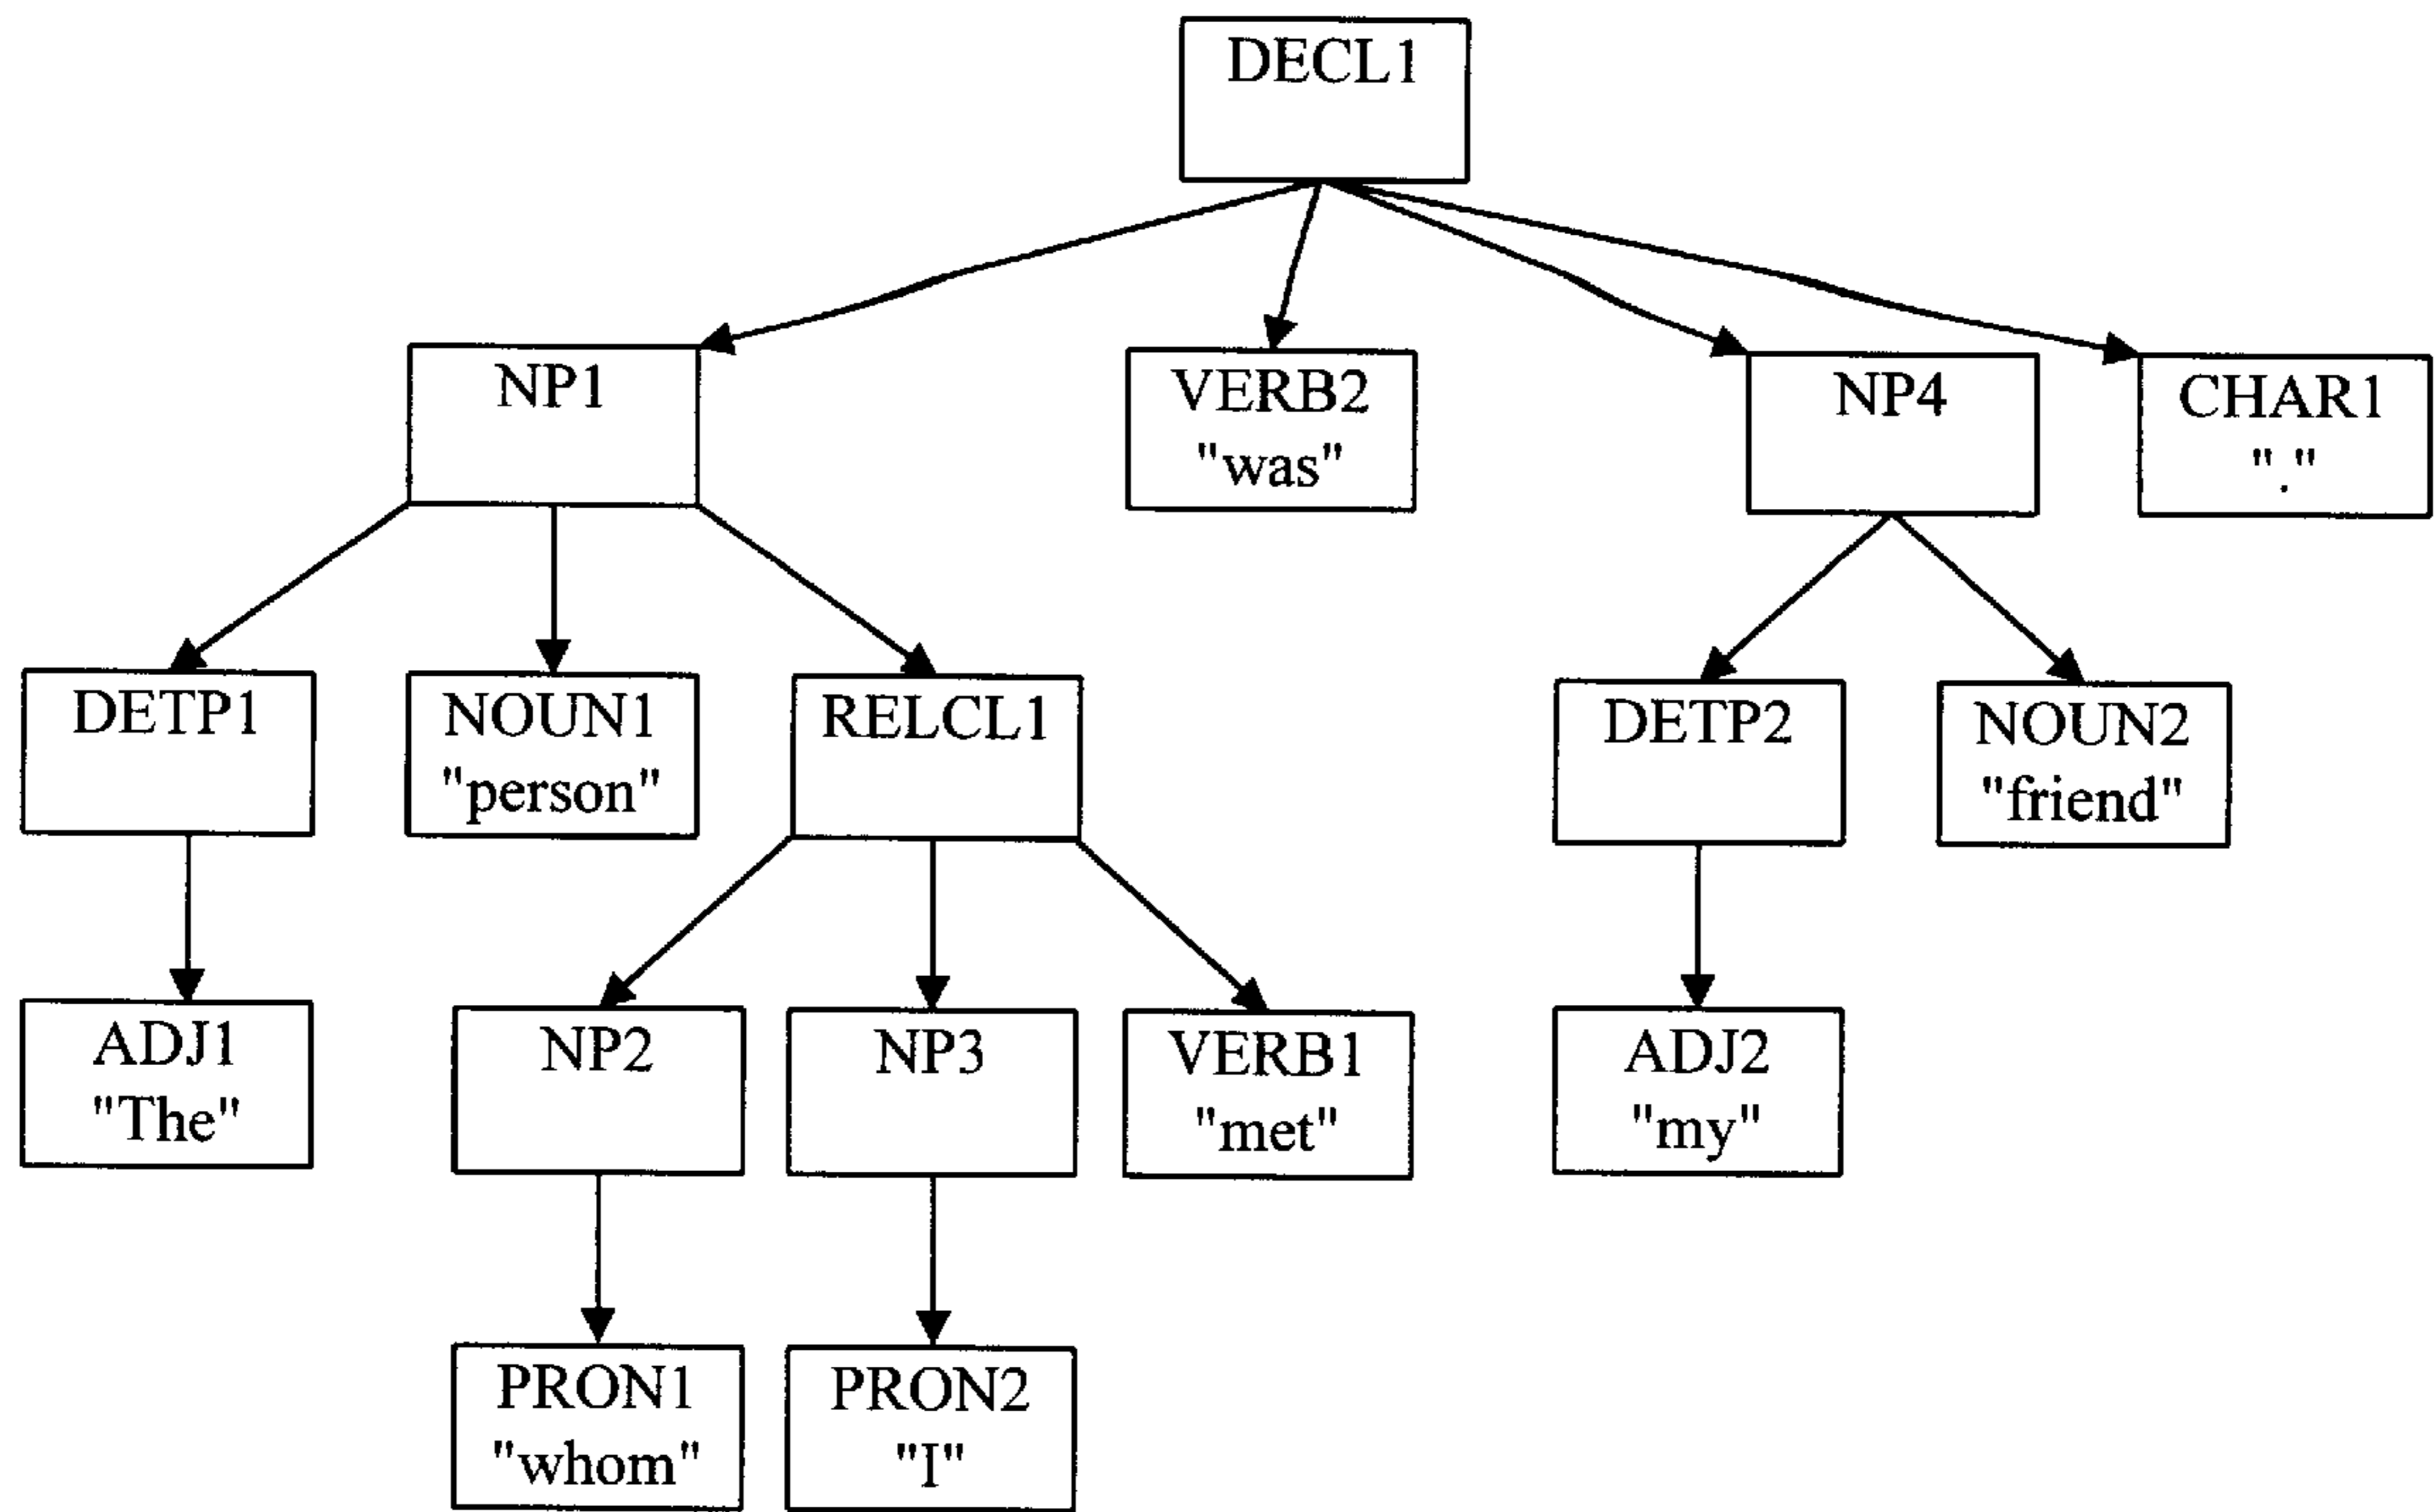 DECL1
NP1
VERB2
"was"
NP4
CHAR1
"."
DETP1
NOUN1
"person"
RELCL1
DETP2
NOUN2
"friend"
ADJ1
"The"
NP2
NP3
VERB1
"met"
ADJ2
"my"
PRON1
"whom"
PRON2
"I"